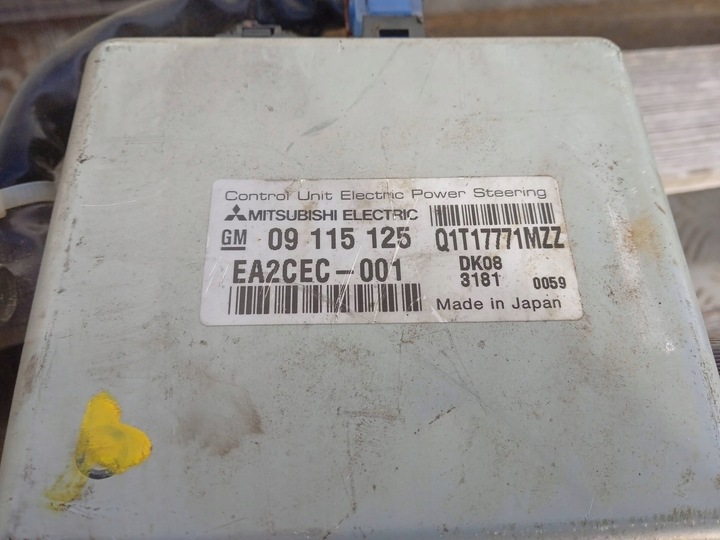 Control Unit Electric Power Steering
MITSUBISHI ELECTRIC
GM 09 115 125 Q1T17771MZZ
EA2CEC-001 DK08
3181 0059
Made in Japan